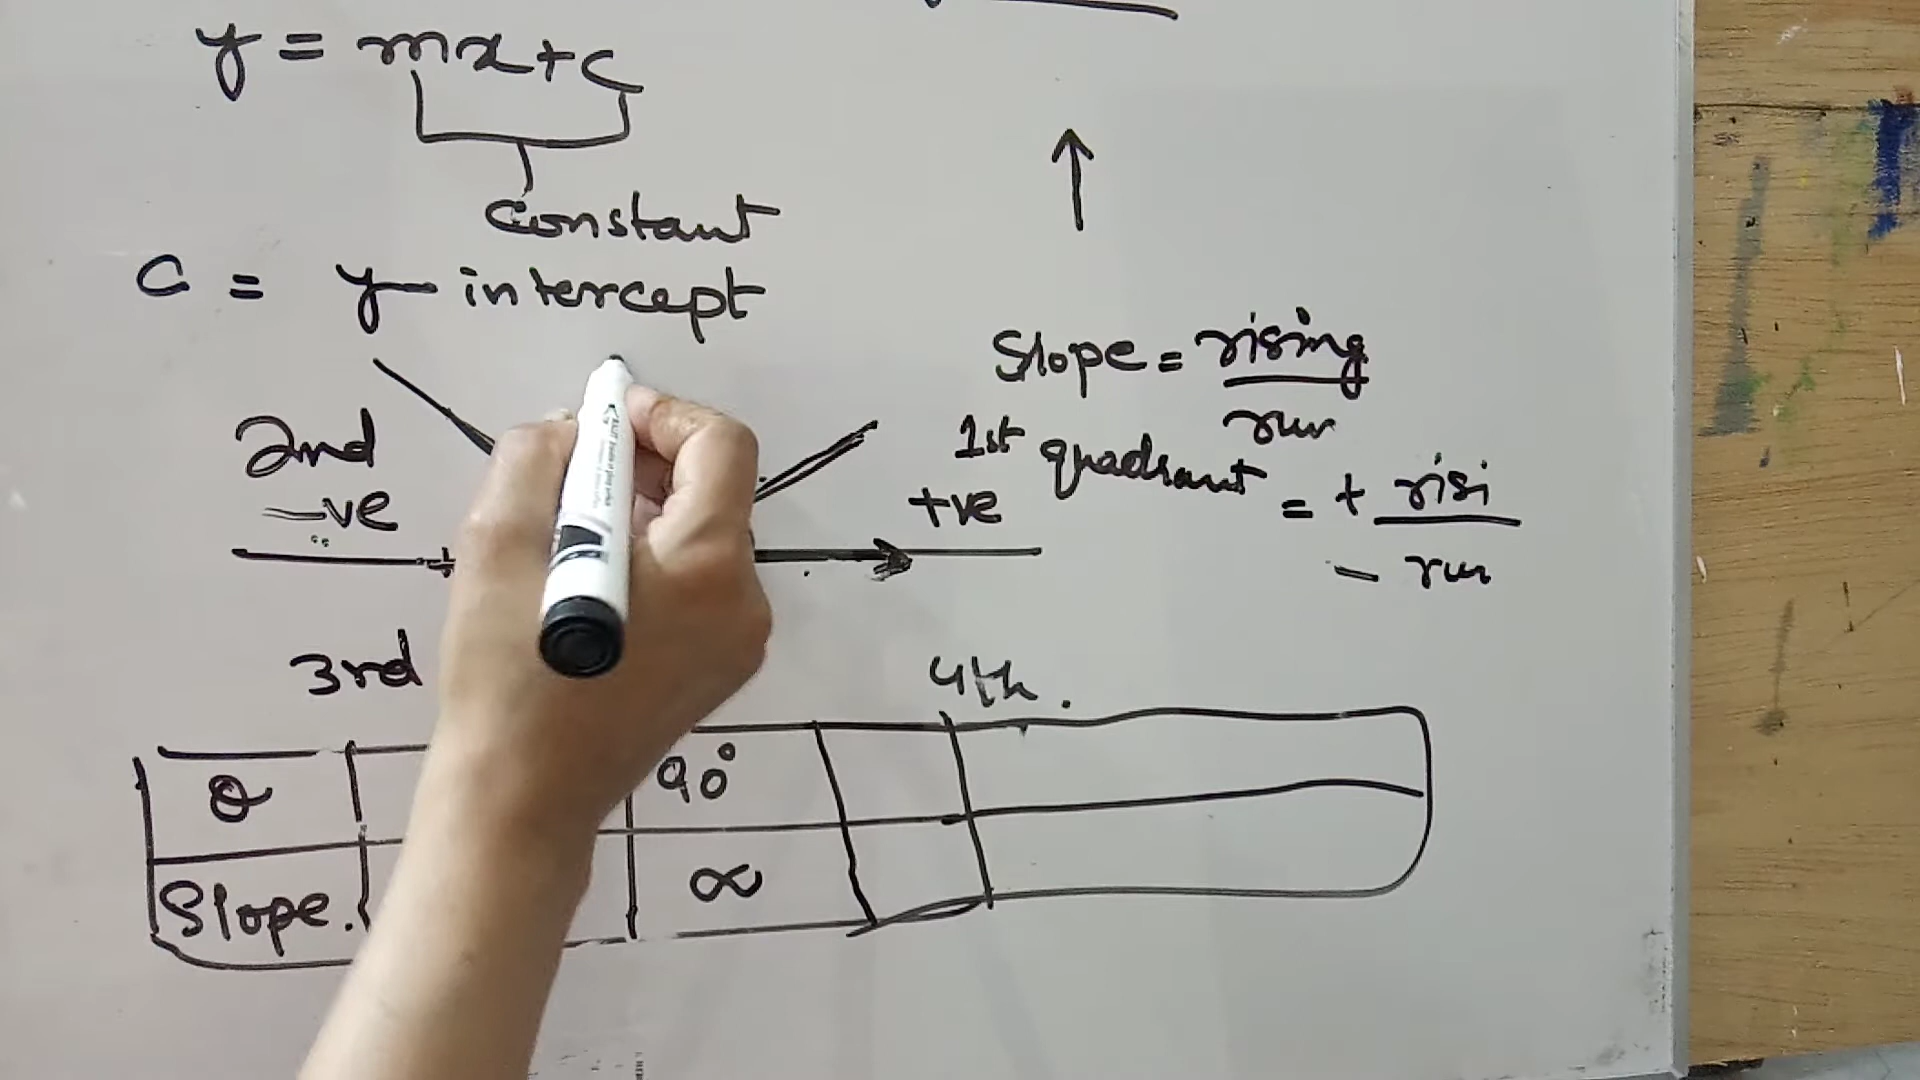 y = mx+c
constant
c = y-intercept
Slope = rising
run
2nd
-ve
+ve
1st quadrant = + risi
- run
3rd
4th.
θ
90°
Slope.
∝